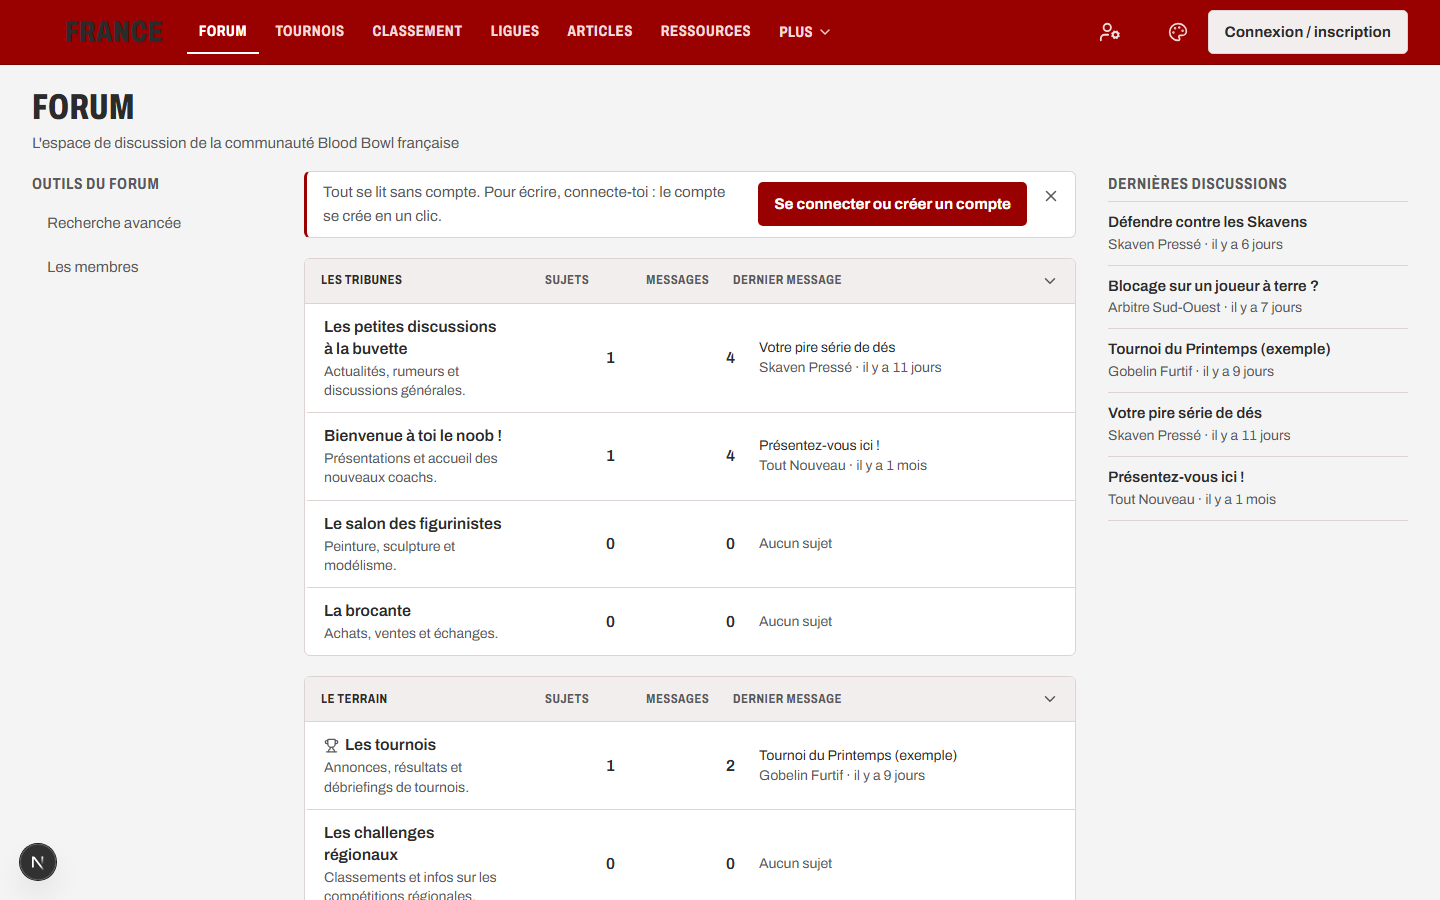 FRANCE FORUM TOURNOIS CLASSEMENT LIGUES ARTICLES RESSOURCES PLUS Connexion / inscription
FORUM
L'espace de discussion de la communauté Blood Bowl française
OUTILS DU FORUM
Recherche avancée
Les membres
Tout se lit sans compte. Pour écrire, connecte-toi : le compte
se crée en un clic.
Se connecter ou créer un compte
LES TRIBUNES SUJETS MESSAGES DERNIER MESSAGE
Les petites discussions
à la buvette
Actualités, rumeurs et
discussions générales.
1 4
Votre pire série de dés
Skaven Pressé · il y a 11 jours
Bienvenue à toi le noob !
Présentations et accueil des
nouveaux coachs.
1 4
Présentez-vous ici !
Tout Nouveau · il y a 1 mois
Le salon des figurinistes
Peinture, sculpture et
modélisme.
0 0 Aucun sujet
La brocante
Achats, ventes et échanges.
0 0 Aucun sujet
LE TERRAIN SUJETS MESSAGES DERNIER MESSAGE
Les tournois
Annonces, résultats et
débriefings de tournois.
1 2
Tournoi du Printemps (exemple)
Gobelin Furtif · il y a 9 jours
Les challenges
régionaux
Classements et infos sur les
compétitions régionales.
0 0 Aucun sujet
DERNIÈRES DISCUSSIONS
Défendre contre les Skavens
Skaven Pressé · il y a 6 jours
Blocage sur un joueur à terre ?
Arbitre Sud-Ouest · il y a 7 jours
Tournoi du Printemps (exemple)
Gobelin Furtif · il y a 9 jours
Votre pire série de dés
Skaven Pressé · il y a 11 jours
Présentez-vous ici !
Tout Nouveau · il y a 1 mois
N